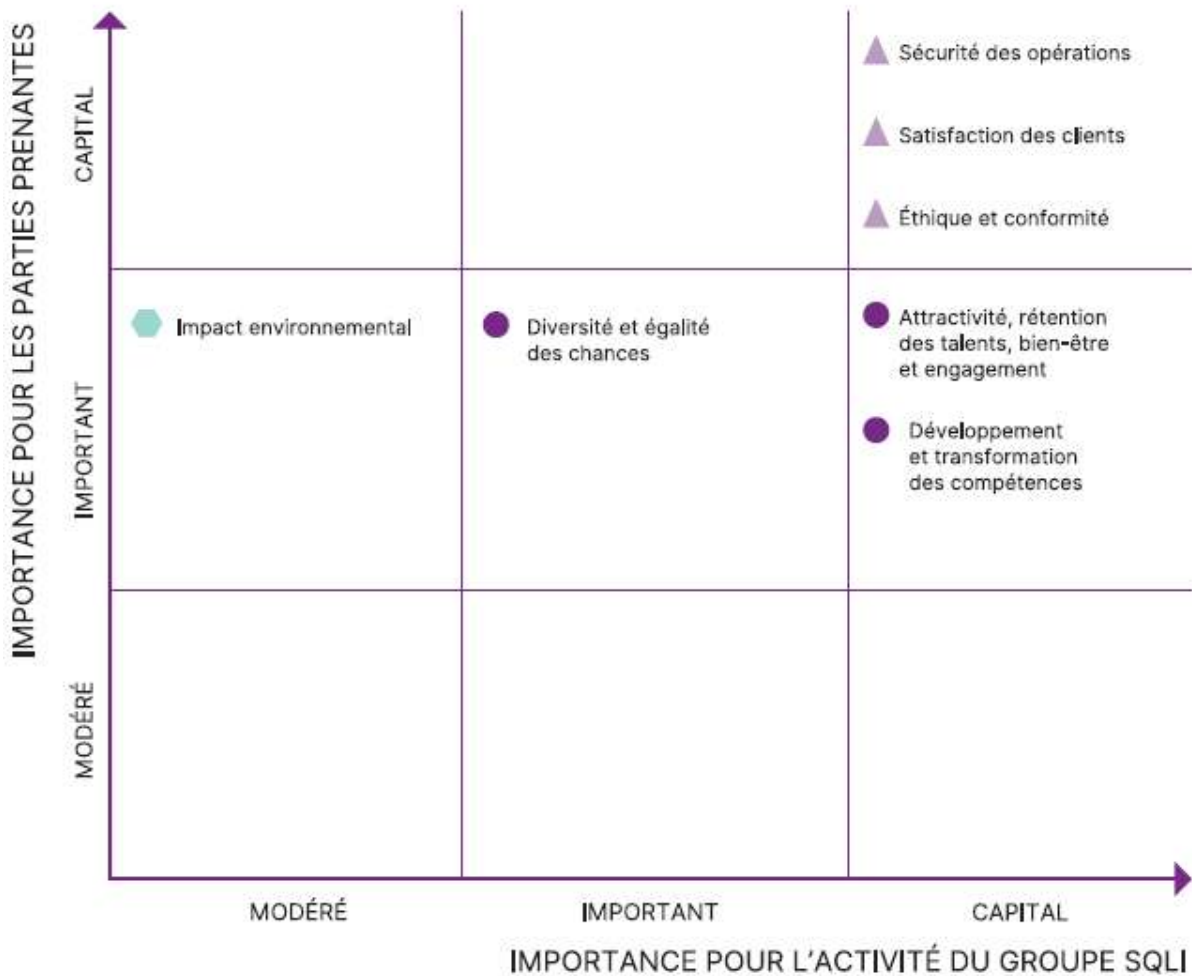 IMPORTANCE POUR LES PARTIES PRENANTES
CAPITAL
Sécurité des opérations
Satisfaction des clients
Éthique et conformité
IMPORTANT
Impact environnemental
Diversité et égalité
des chances
Attractivité, rétention
des talents, bien-être
et engagement
Développement
et transformation
des compétences
MODÉRÉ
MODÉRÉ
IMPORTANT
CAPITAL
IMPORTANCE POUR L'ACTIVITÉ DU GROUPE SQLI